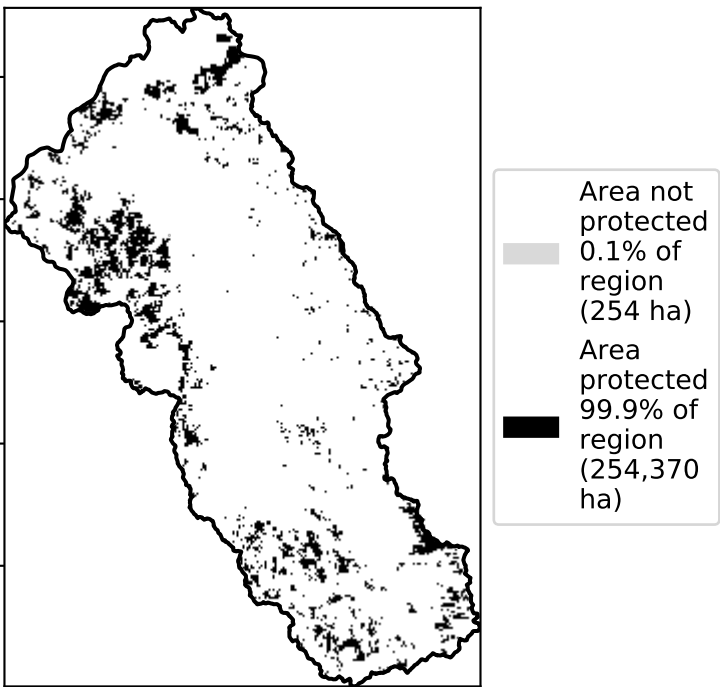 Area not
protected
0.1% of
region
(254 ha)
Area
protected
99.9% of
region
(254,370
ha)